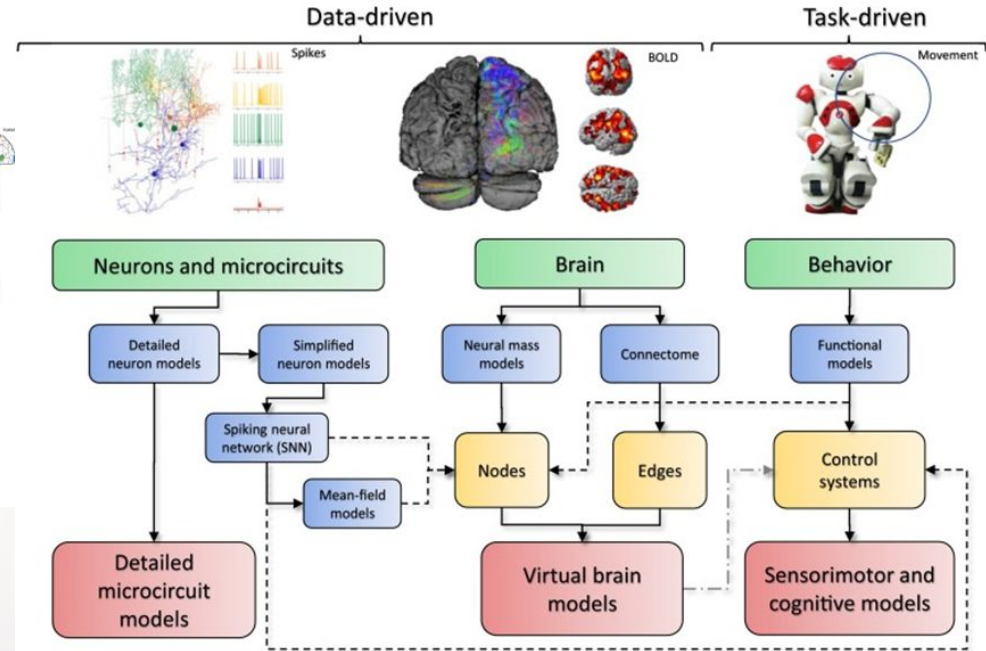 Data-driven
Task-driven
Spikes
BOLD
Movement
Neurons and microcircuits
Brain
Behavior
Detailed
neuron models
Simplified
neuron models
Neural mass
models
Connectome
Functional
models
Spiking neural
network (SNN)
Mean-field
models
Nodes
Edges
Control
systems
Detailed
microcircuit
models
Virtual brain
models
Sensorimotor and
cognitive models